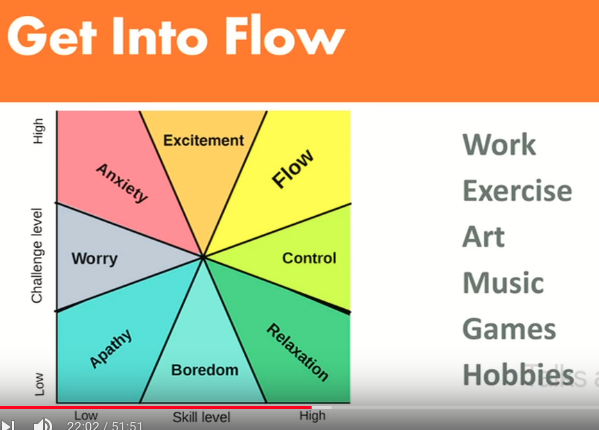 Get Into Flow
High
Challenge level
Low
Anxiety
Excitement
Flow
Worry
Control
Apathy
Boredom
Relaxation
Low
Skill level
High
Work
Exercise
Art
Music
Games
Hobbies
22:02 / 51:51